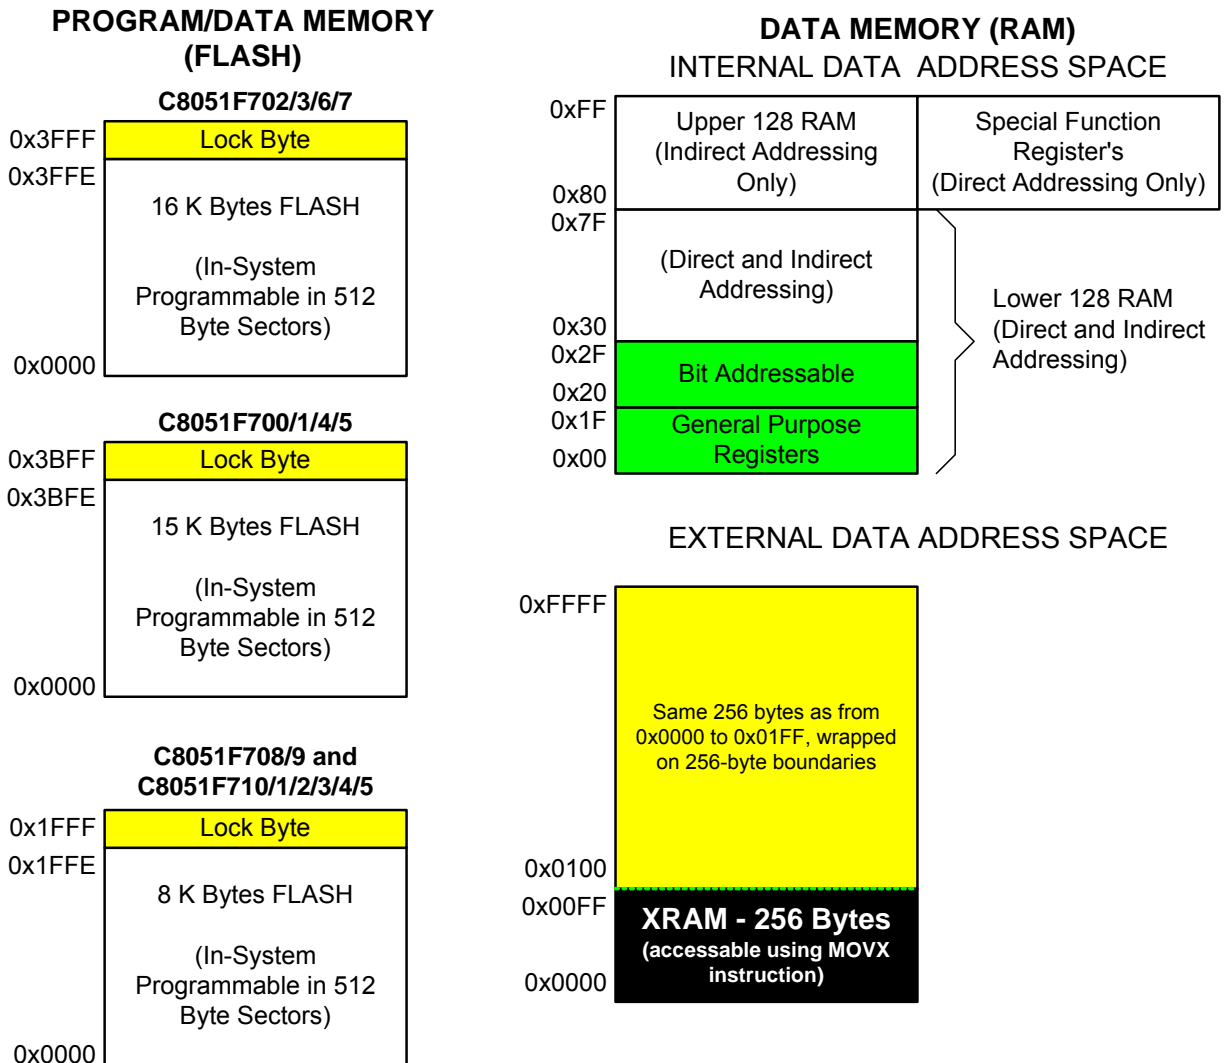 PROGRAM/DATA MEMORY
(FLASH)
C8051F702/3/6/7
0x3FFF
Lock Byte
0x3FFE
16 K Bytes FLASH
(In-System
Programmable in 512
Byte Sectors)
0x0000
C8051F700/1/4/5
0x3BFF
Lock Byte
0x3BFE
15 K Bytes FLASH
(In-System
Programmable in 512
Byte Sectors)
0x0000
C8051F708/9 and
C8051F710/1/2/3/4/5
0x1FFF
Lock Byte
0x1FFE
8 K Bytes FLASH
(In-System
Programmable in 512
Byte Sectors)
0x0000
DATA MEMORY (RAM)
INTERNAL DATA ADDRESS SPACE
0xFF
Upper 128 RAM
(Indirect Addressing
Only)
0x80
Special Function
Register's
(Direct Addressing Only)
0x7F
(Direct and Indirect
Addressing)
0x30
0x2F
Bit Addressable
0x20
0x1F
General Purpose
Registers
0x00
Lower 128 RAM
(Direct and Indirect
Addressing)
EXTERNAL DATA ADDRESS SPACE
0xFFFF
Same 256 bytes as from
0x0000 to 0x01FF, wrapped
on 256-byte boundaries
0x0100
0x00FF
XRAM - 256 Bytes
(accessable using MOVX
instruction)
0x0000